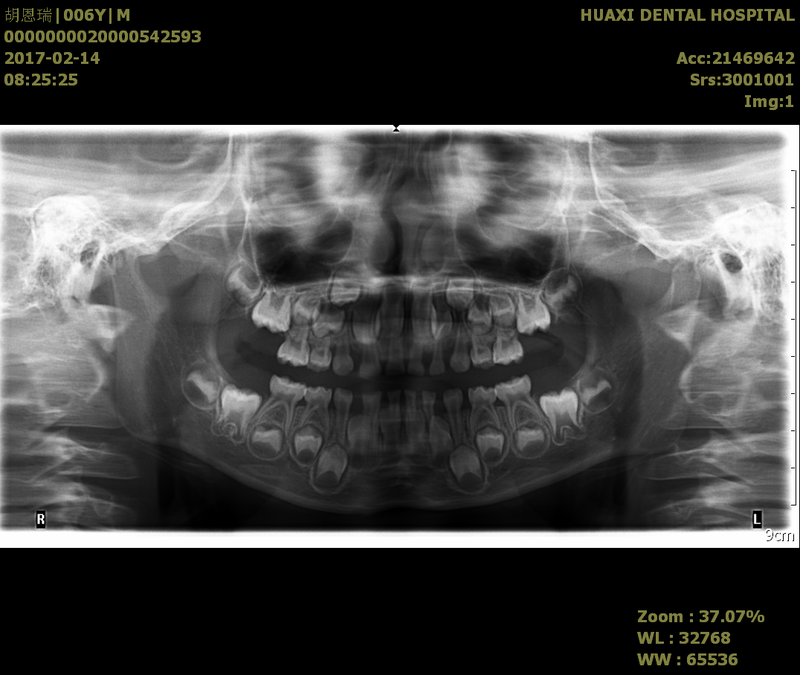 胡恩瑞|006Y|M
0000000020000542593
2017-02-14
08:25:25
HUAXI DENTAL HOSPITAL
Acc:21469642
Srs:3001001
Img:1
R
L
9cm
Zoom : 37.07%
WL : 32768
WW : 65536